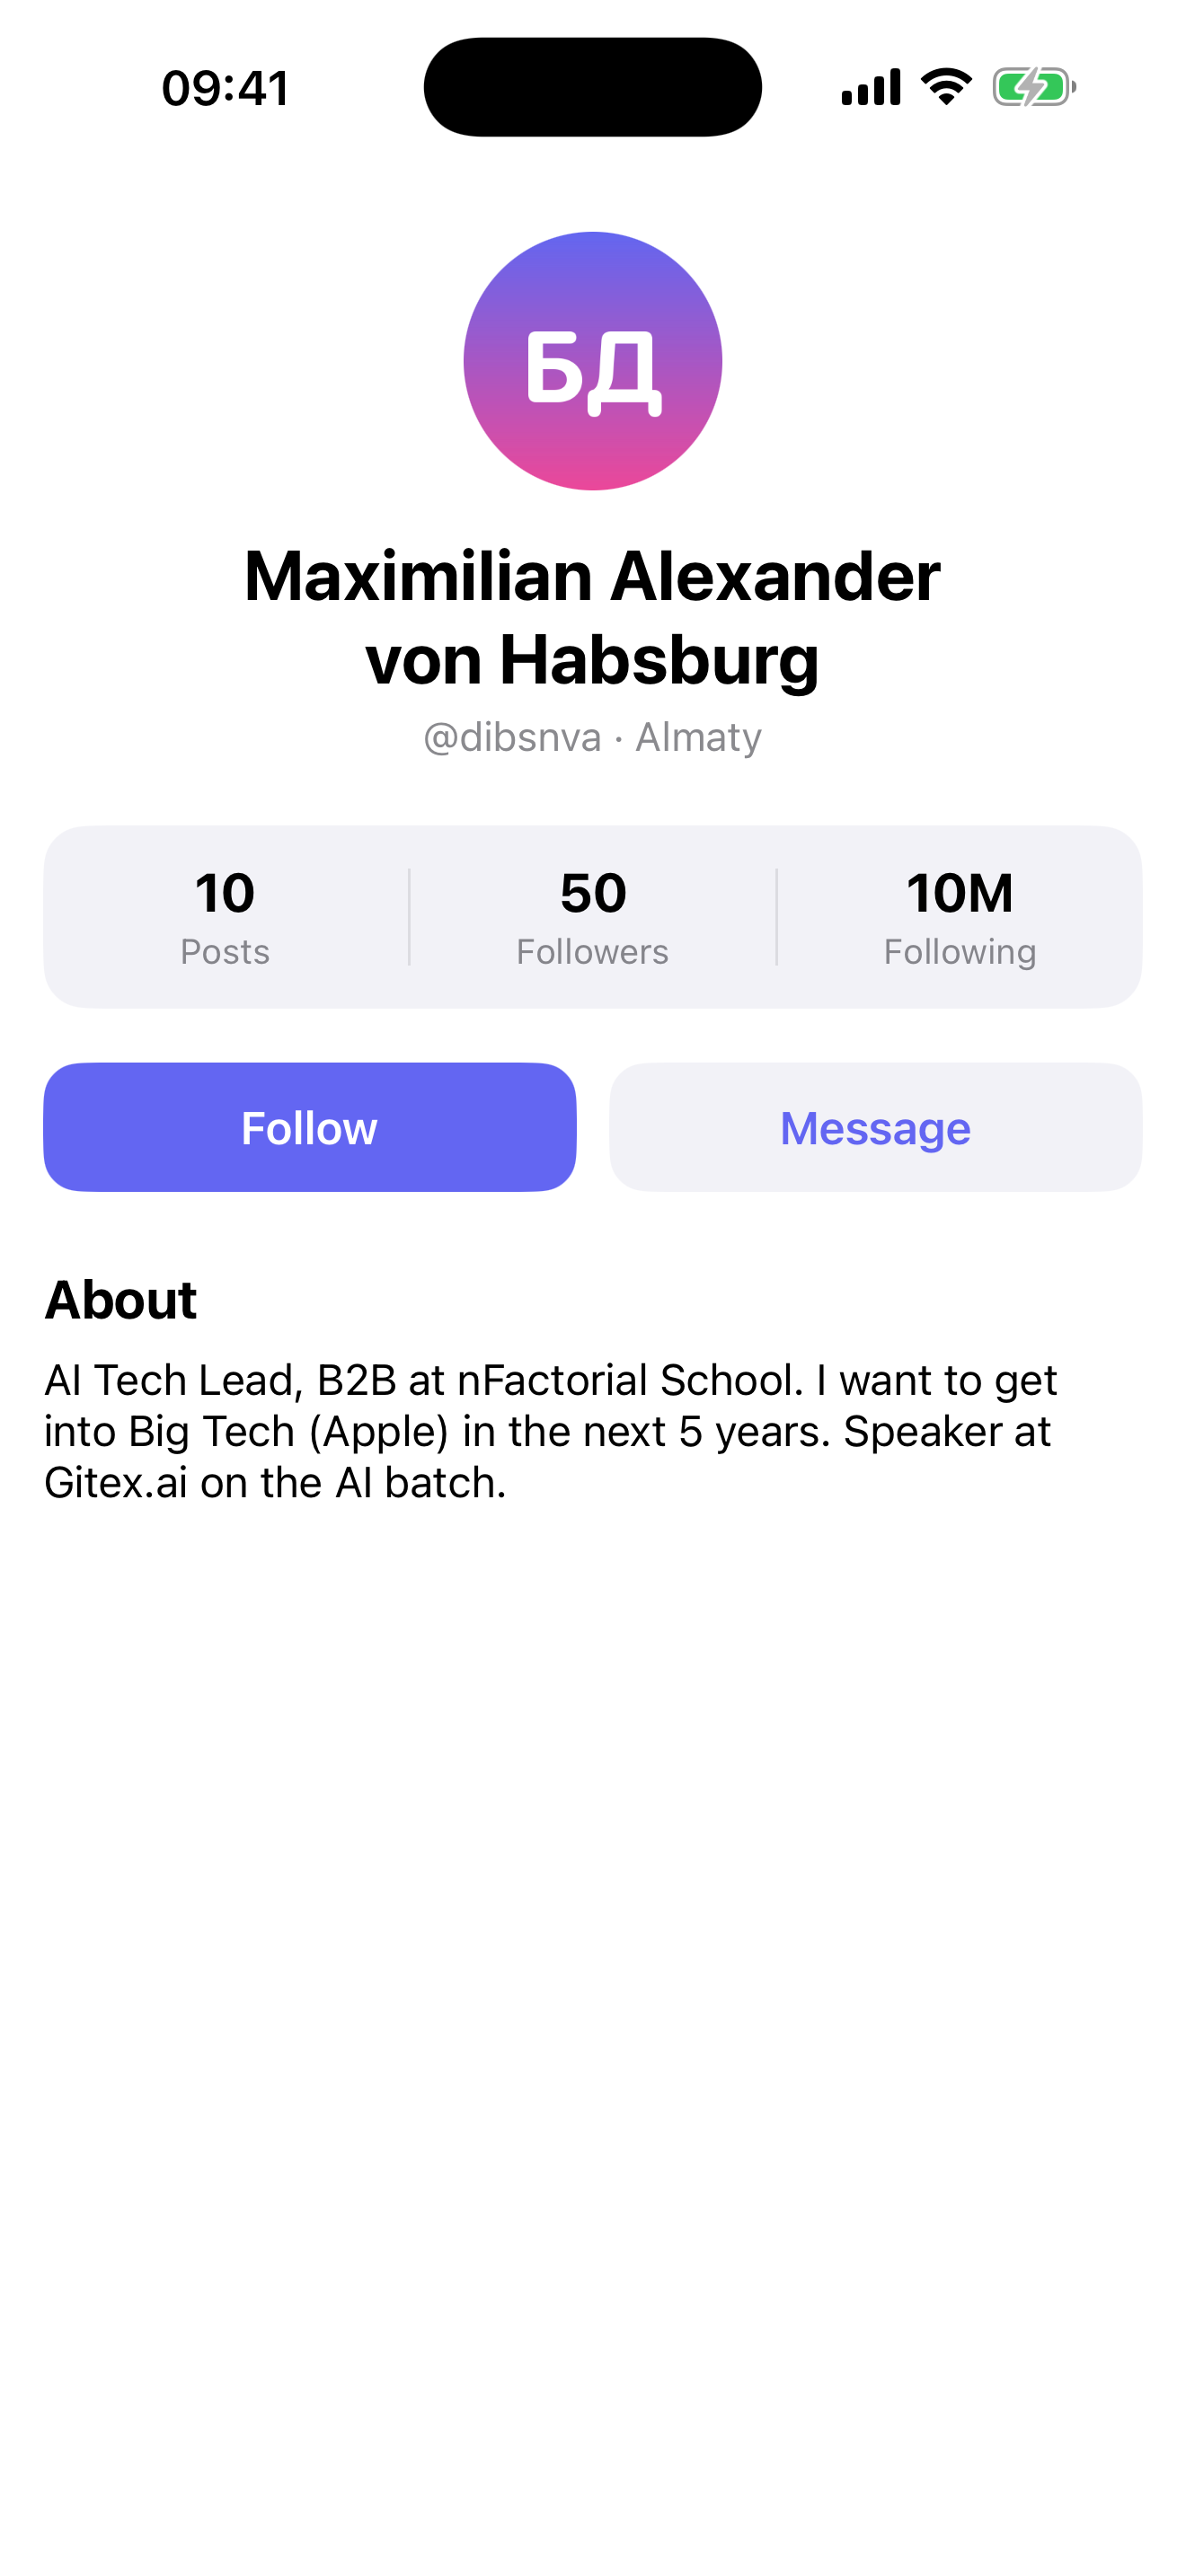 09:41
БД
Maximilian Alexander
von Habsburg
@dibsnva · Almaty
10
Posts
50
Followers
10M
Following
Follow
Message
About
AI Tech Lead, B2B at nFactorial School. I want to get
into Big Tech (Apple) in the next 5 years. Speaker at
Gitex.ai on the AI batch.